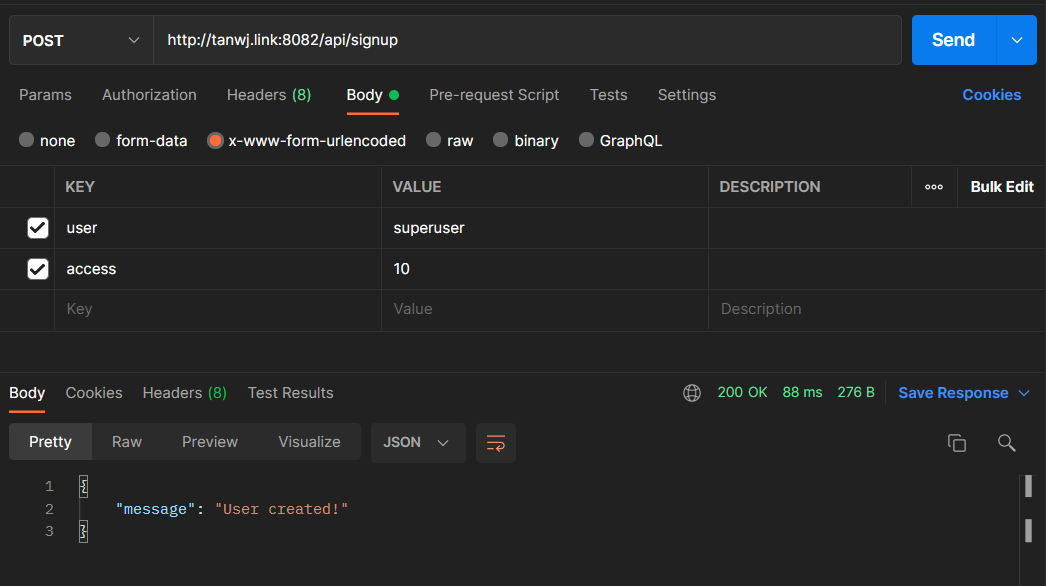 POST http://tanwj.link:8082/api/signup Send
Params Authorization Headers (8) Body Pre-request Script Tests Settings Cookies
none form-data x-www-form-urlencoded raw binary GraphQL
KEY VALUE DESCRIPTION ooo Bulk Edit
user superuser
access 10
Key Value Description
Body Cookies Headers (8) Test Results 200 OK 88 ms 276 B Save Response
Pretty Raw Preview Visualize JSON
1 {
2 "message": "User created!"
3 }